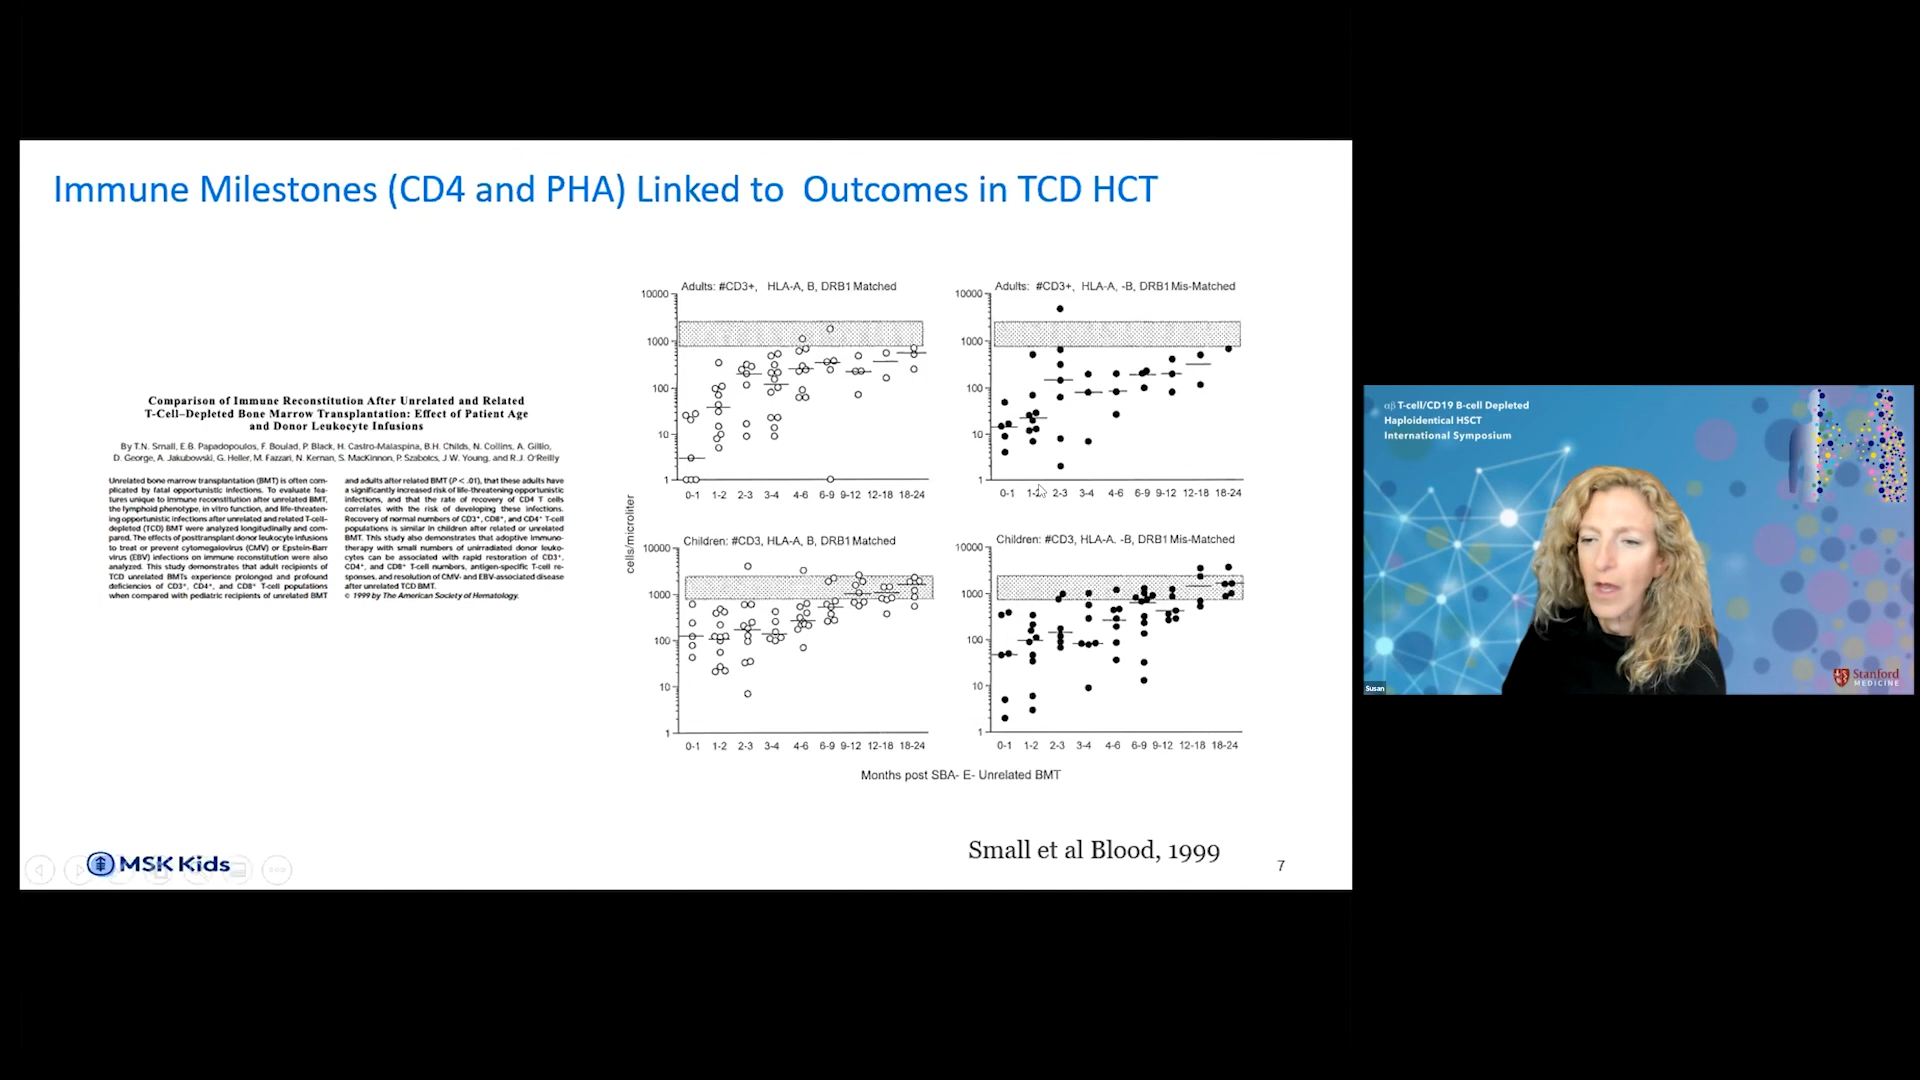 Immune Milestones (CD4 and PHA) Linked to Outcomes in TCD HCT
Comparison of Immune Reconstitution After Unrelated and Related
T-Cell–Depleted Bone Marrow Transplantation: Effect of Patient Age
and Donor Leukocyte Infusions
By T.N. Small, E.B. Papadopoulos, F. Boulad, P. Black, H. Castro-Malaspina, B.H. Childs, N. Collins, A. Gillio,
D. George, A. Jakubowski, G. Heller, M. Fazzari, N. Kernan, S. MacKinnon, P. Szabolcs, J.W. Young, and R.J. O'Reilly
Unrelated bone marrow transplantation (BMT) is often com-
plicated by fatal opportunistic infections. To evaluate fea-
tures unique to immune reconstitution after unrelated BMT,
the lymphoid phenotype, in vitro function, and life-threaten-
ing opportunistic infections after unrelated and related T-cell–
depleted (TCD) BMT were analyzed longitudinally and com-
pared. The effects of posttransplant donor leukocyte infusions
to treat or prevent cytomegalovirus (CMV) or Epstein-Barr
virus (EBV) infections on immune reconstitution were also
analyzed. This study demonstrates that adult recipients of
TCD unrelated BMTs experience prolonged and profound
deficiencies of CD3⁺, CD4⁺, and CD8⁺ T-cell populations
when compared with pediatric recipients of unrelated BMT
and adults after related BMT (P < .01), that these adults have
a significantly increased risk of life-threatening opportunistic
infections, and that the rate of recovery of CD4 T cells
correlates with the risk of developing these infections.
Recovery of normal numbers of CD3⁺, CD8⁺, and CD4⁺ T-cell
populations is similar in children after related or unrelated
BMT. This study also demonstrates that adoptive immuno-
therapy with small numbers of unirradiated donor leuko-
cytes can be associated with rapid restoration of CD3⁺,
CD4⁺, and CD8⁺ T-cell numbers, antigen-specific T-cell re-
sponses, and resolution of CMV- and EBV-associated disease
after unrelated TCD BMT.
© 1999 by The American Society of Hematology.
Adults: #CD3+, HLA-A, B, DRB1 Matched
10000
1000
100
10
1
0-1 1-2 2-3 3-4 4-6 6-9 9-12 12-18 18-24
Adults: #CD3+, HLA-A, -B, DRB1 Mis-Matched
10000
1000
100
10
1
0-1 1-2 2-3 3-4 4-6 6-9 9-12 12-18 18-24
cells/microliter
Children: #CD3, HLA-A, B, DRB1 Matched
10000
1000
100
10
1
0-1 1-2 2-3 3-4 4-6 6-9 9-12 12-18 18-24
Children: #CD3, HLA-A. -B, DRB1 Mis-Matched
10000
1000
100
10
1
0-1 1-2 2-3 3-4 4-6 6-9 9-12 12-18 18-24
Months post SBA- E- Unrelated BMT
Small et al Blood, 1999
MSK Kids
7
αβ T-cell/CD19 B-cell Depleted
Haploidentical HSCT
International Symposium
Susan
Stanford
MEDICINE